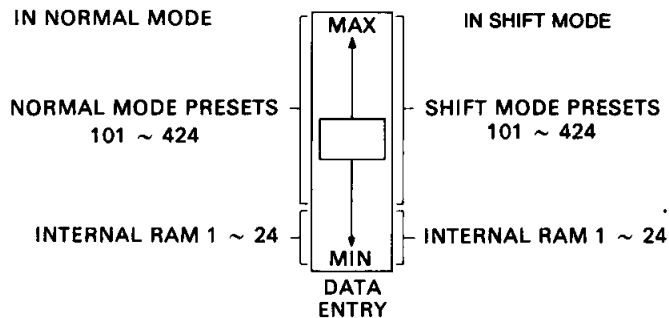 IN NORMAL MODE
MAX
IN SHIFT MODE
NORMAL MODE PRESETS
101 ~ 424
SHIFT MODE PRESETS
101 ~ 424
INTERNAL RAM 1 ~ 24
INTERNAL RAM 1 ~ 24
MIN
DATA
ENTRY